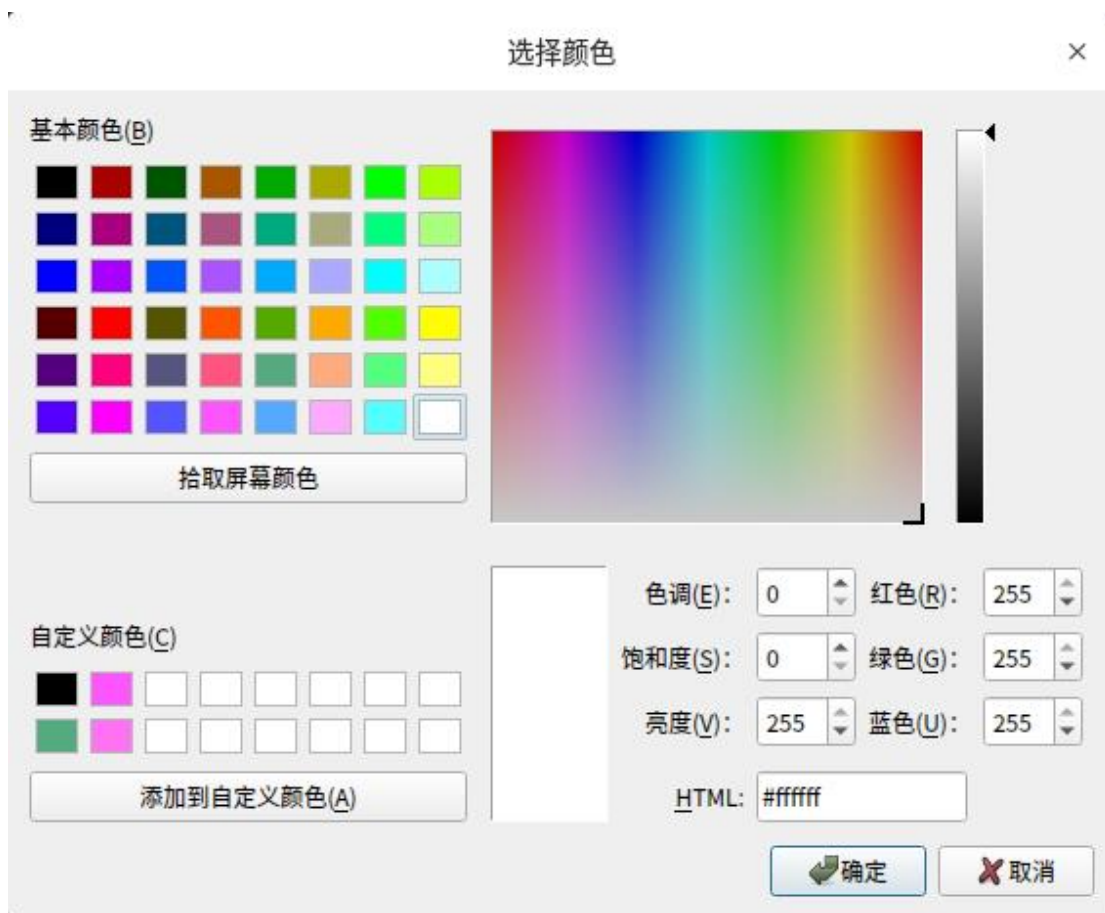 选择颜色
基本颜色(B)
拾取屏幕颜色
自定义颜色(C)
添加到自定义颜色(A)
色调(E): 0 红色(R): 255
饱和度(S): 0 绿色(G): 255
亮度(V): 255 蓝色(U): 255
HTML: #ffffff
确定 取消